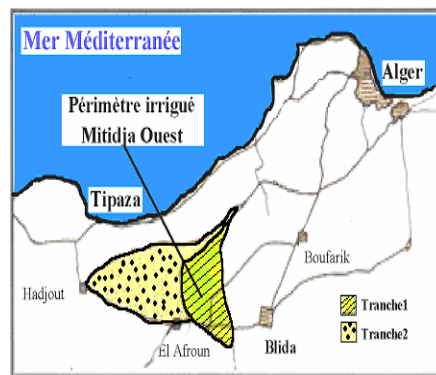 Mer Méditerranée
Alger
Périmètre irrigué
Mitidja Ouest
Tipaza
Boufarik
Hadjout
Tranche1
El Afroun
Blida
Tranche2